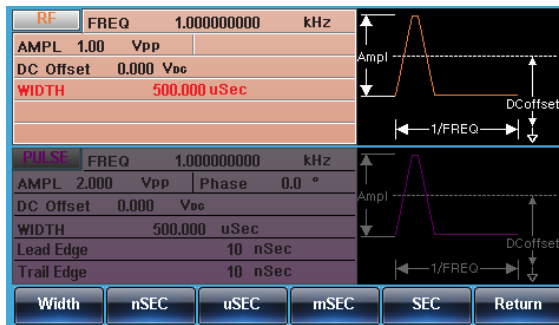 RF FREQ 1.000000000 kHz
AMPL 1.00 Vpp
DC Offset 0.000 VDC
WIDTH 500.000 uSec
Ampl
DCoffset
1/FREQ
PULSE FREQ 1.000000000 kHz
AMPL 2.000 Vpp Phase 0.0 °
DC Offset 0.000 VDC
WIDTH 500.000 uSec
Lead Edge 10 nSec
Trail Edge 10 nSec
Ampl
DCoffset
1/FREQ
Width nSEC uSEC mSEC SEC Return